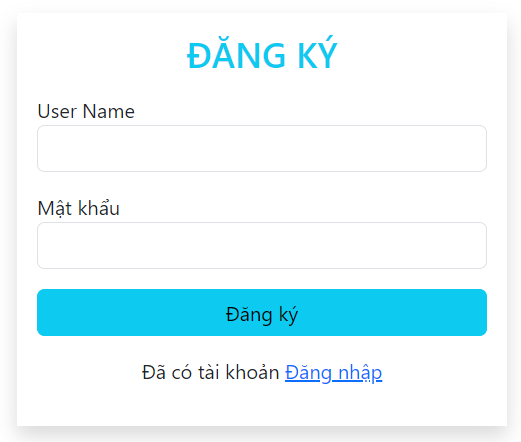 ĐĂNG KÝ
User Name
Mật khẩu
Đăng ký
Đã có tài khoản Đăng nhập